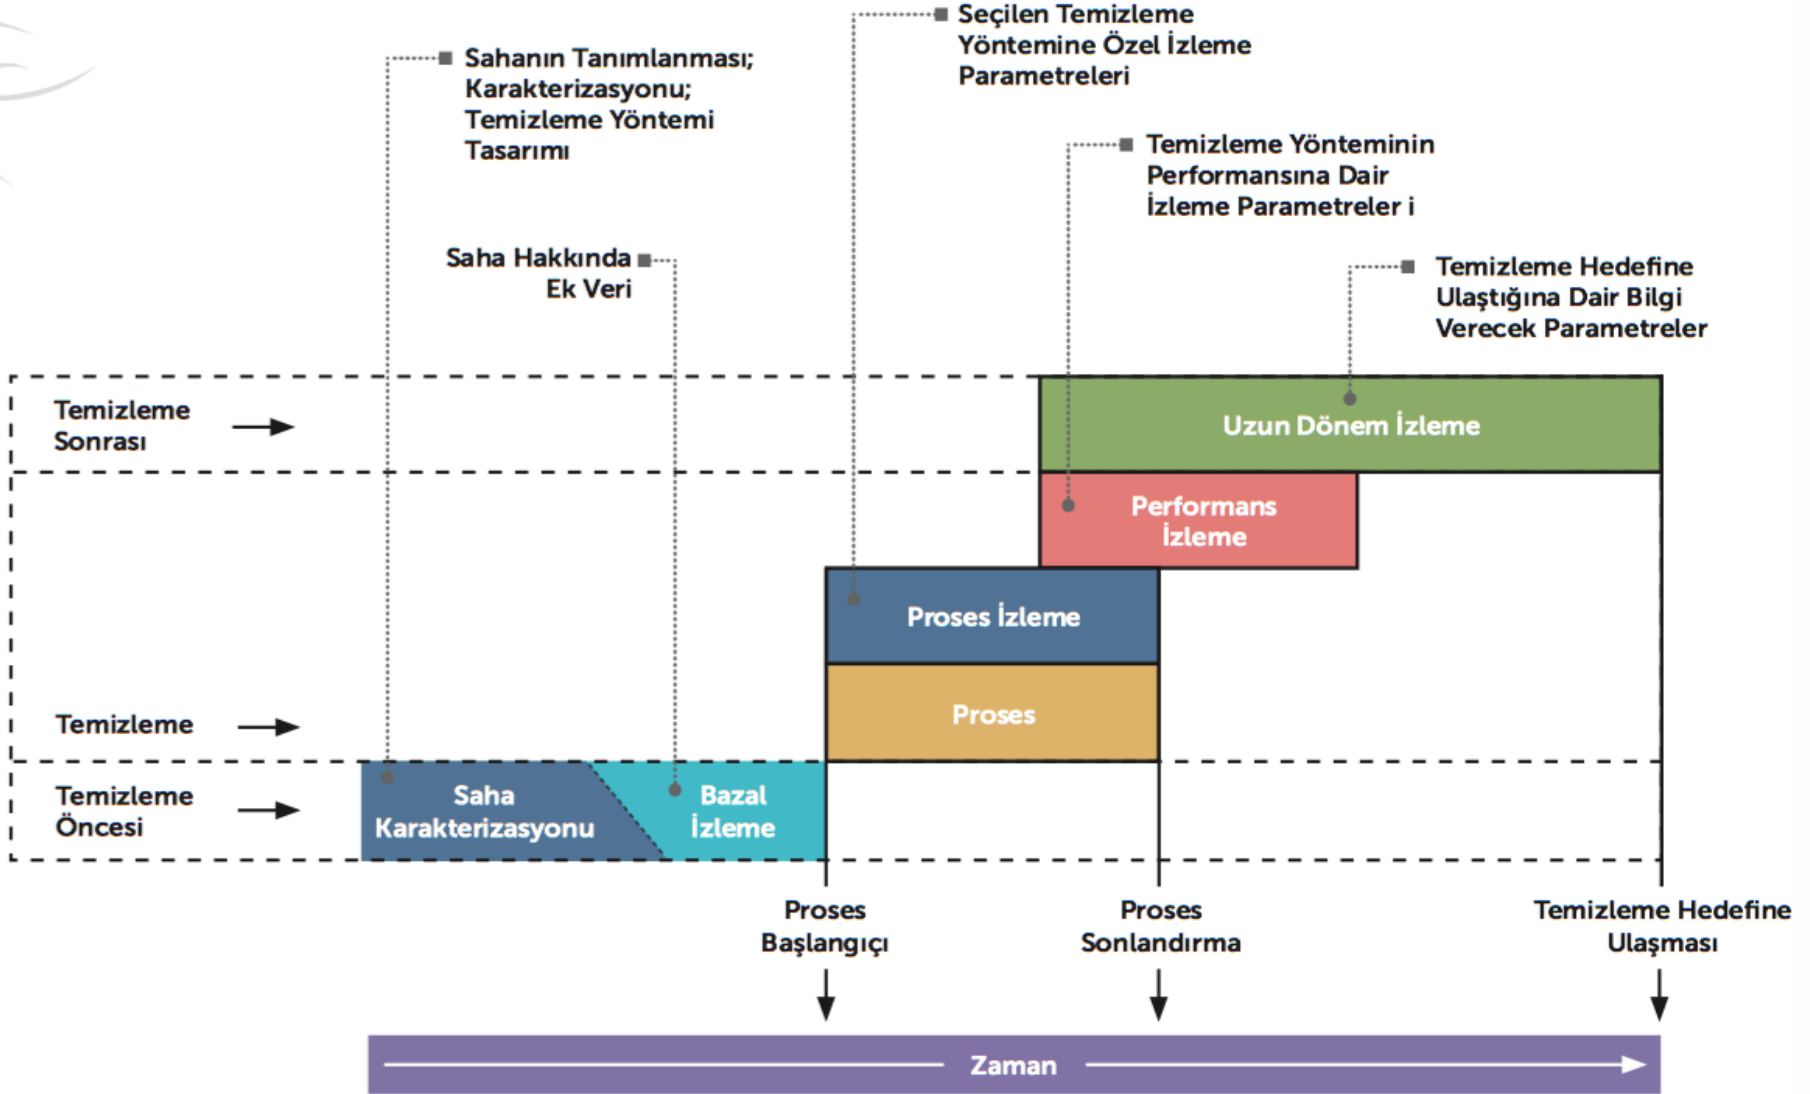 Seçilen Temizleme
Yöntemine Özel İzleme
Parametreleri
Sahanın Tanımlanması;
Karakterizasyonu;
Temizleme Yöntemi
Tasarımı
Temizleme Yönteminin
Performansına Dair
İzleme Parametreler i
Saha Hakkında
Ek Veri
Temizleme Hedefine
Ulaştığına Dair Bilgi
Verecek Parametreler
Temizleme
Sonrası
Uzun Dönem İzleme
Performans
İzleme
Proses İzleme
Proses
Temizleme
Temizleme
Öncesi
Saha
Karakterizasyonu
Bazal
İzleme
Proses
Başlangıçı
Proses
Sonlandırma
Temizleme Hedefine
Ulaşması
Zaman